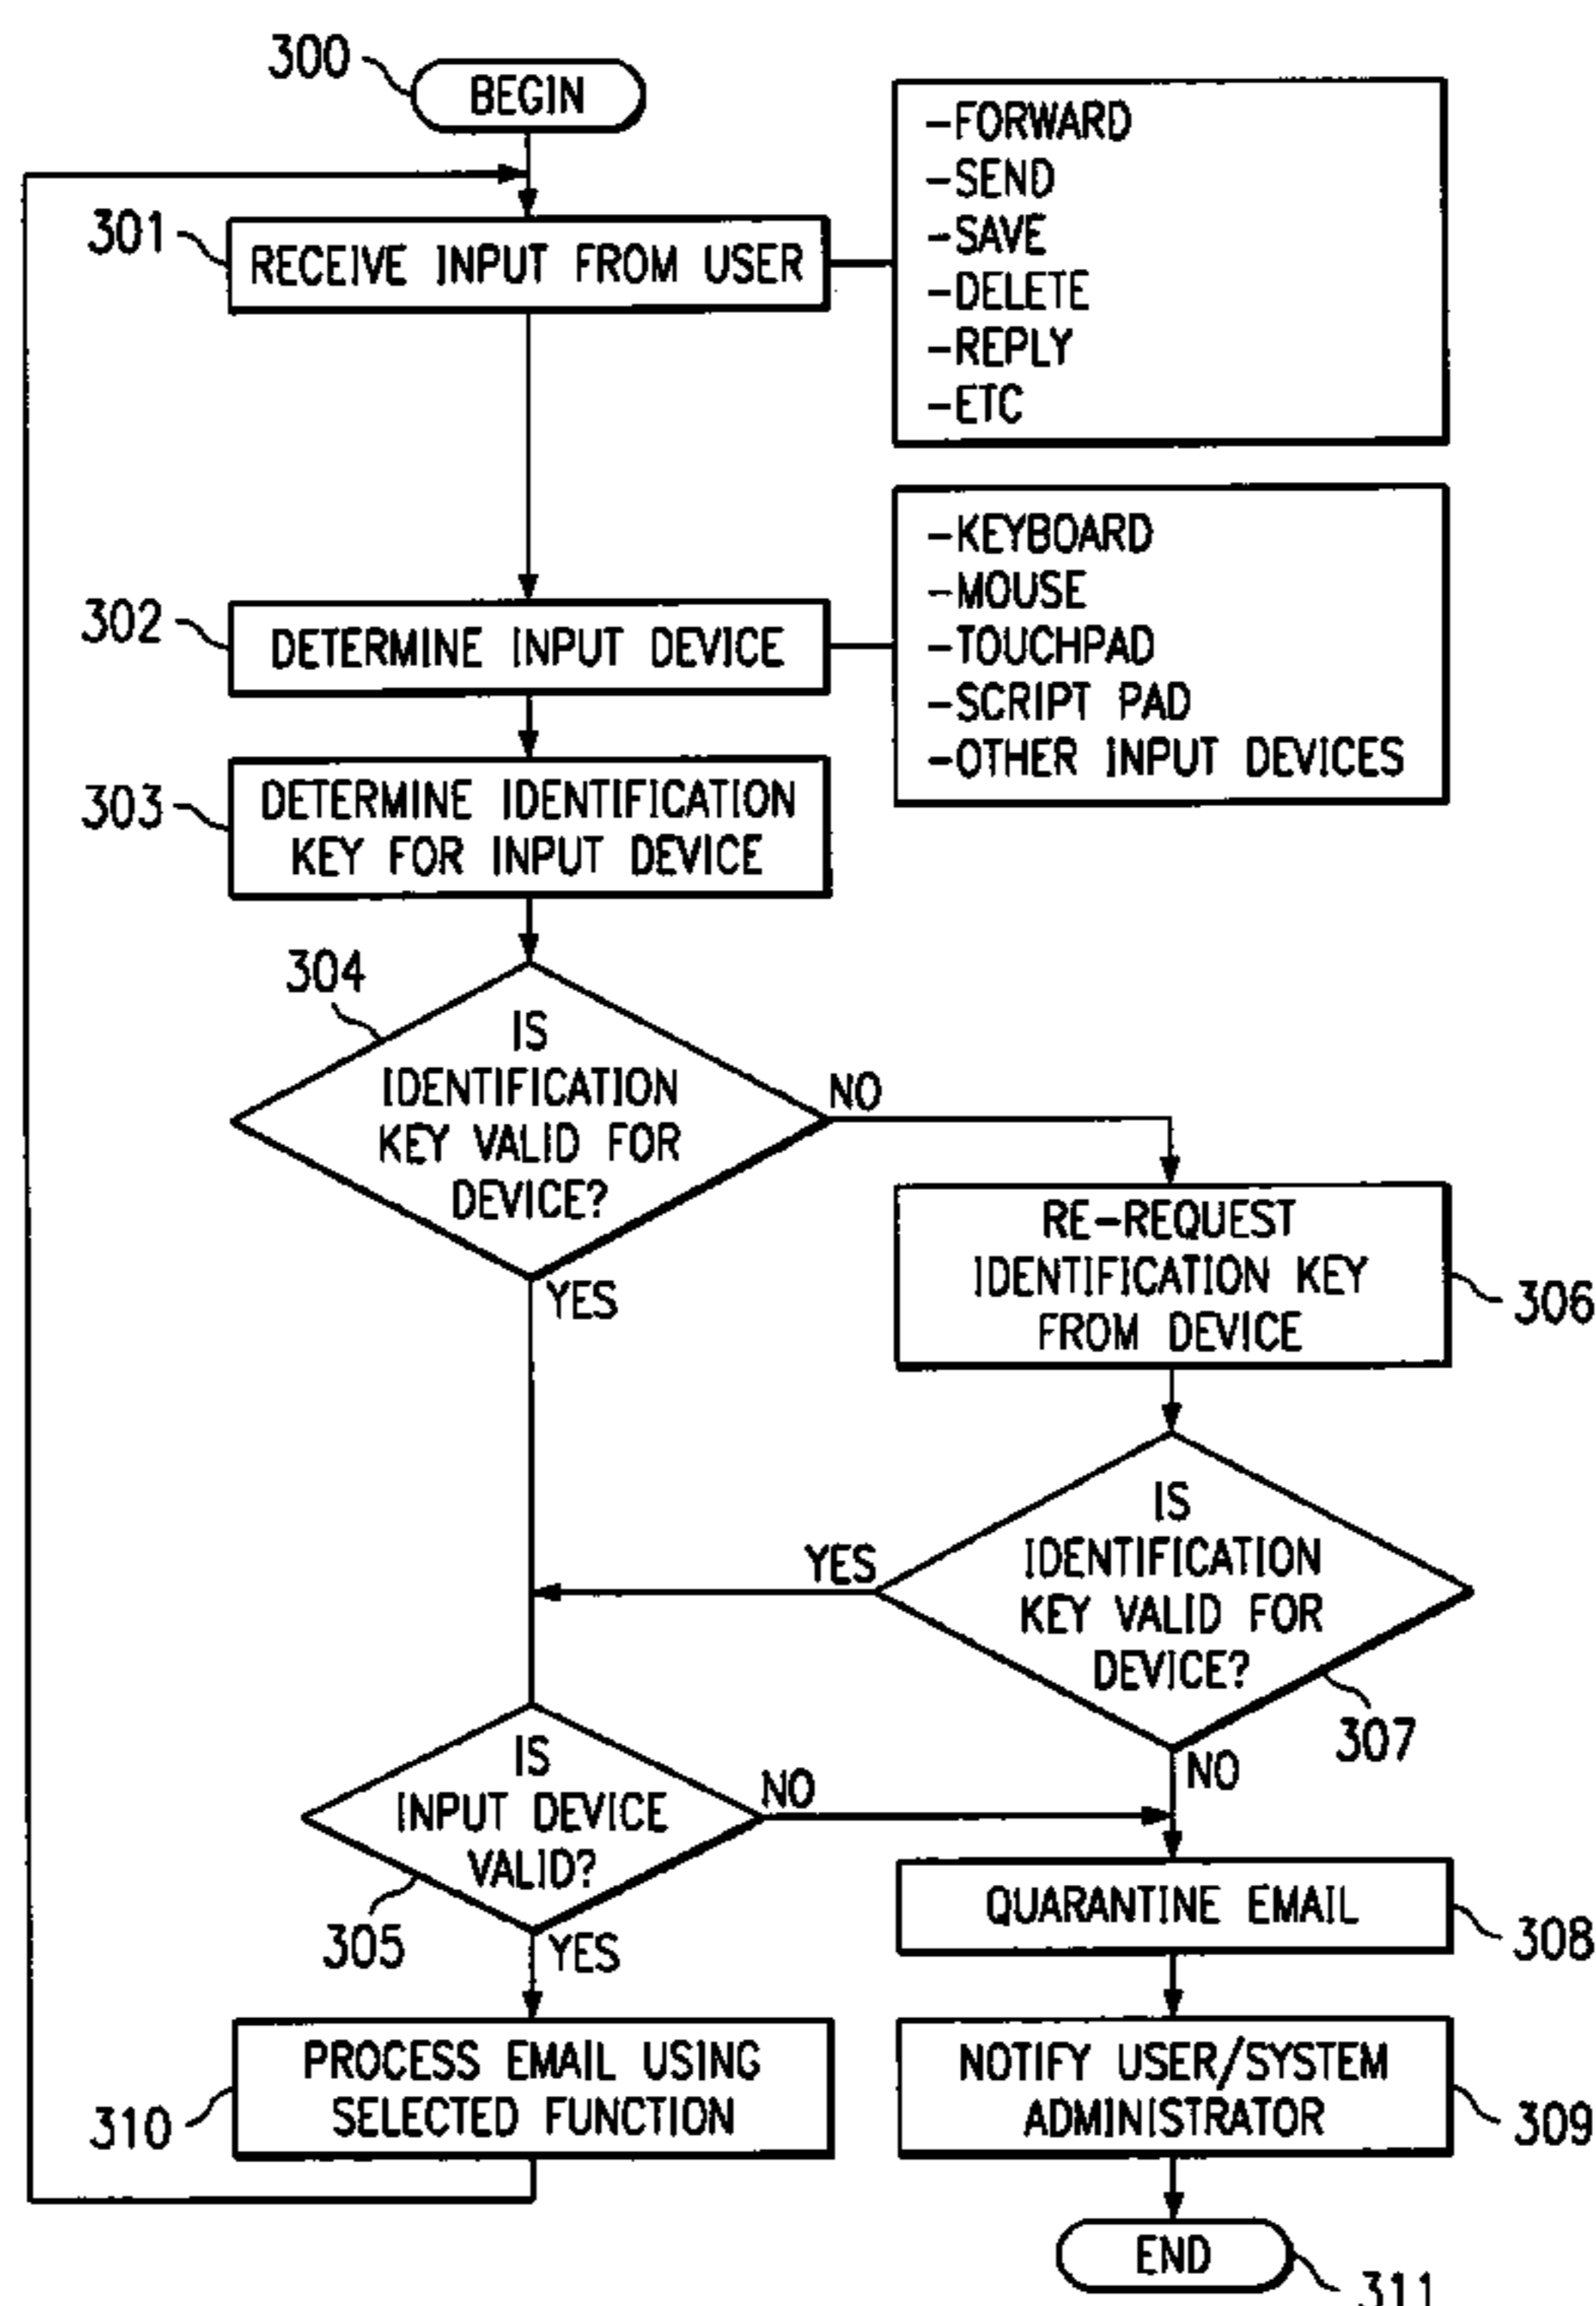 300
BEGIN
301
RECEIVE INPUT FROM USER
-FORWARD
-SEND
-SAVE
-DELETE
-REPLY
-ETC
302
DETERMINE INPUT DEVICE
-KEYBOARD
-MOUSE
-TOUCHPAD
-SCRIPT PAD
-OTHER INPUT DEVICES
303
DETERMINE IDENTIFICATION
KEY FOR INPUT DEVICE
304
IS
IDENTIFICATION
KEY VALID FOR
DEVICE?
NO
YES
RE-REQUEST
IDENTIFICATION KEY
FROM DEVICE
306
IS
IDENTIFICATION
KEY VALID FOR
DEVICE?
307
YES
NO
IS
INPUT DEVICE
VALID?
305
NO
YES
QUARANTINE EMAIL
308
310
PROCESS EMAIL USING
SELECTED FUNCTION
NOTIFY USER/SYSTEM
ADMINISTRATOR
309
END
311